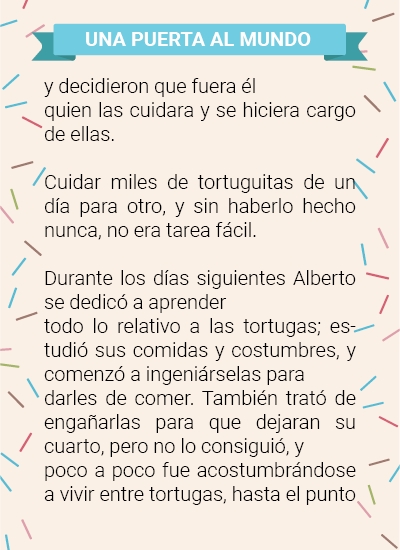 UNA PUERTA AL MUNDO
y decidieron que fuera él
quien las cuidara y se hiciera cargo
de ellas.
Cuidar miles de tortuguitas de un
día para otro, y sin haberlo hecho
nunca, no era tarea fácil.
Durante los días siguientes Alberto
se dedicó a aprender
todo lo relativo a las tortugas; es-
tudió sus comidas y costumbres, y
comenzó a ingeniárselas para
darles de comer. También trató de
engañarlas para que dejaran su
cuarto, pero no lo consiguió, y
poco a poco fue acostumbrándose
a vivir entre tortugas, hasta el punto